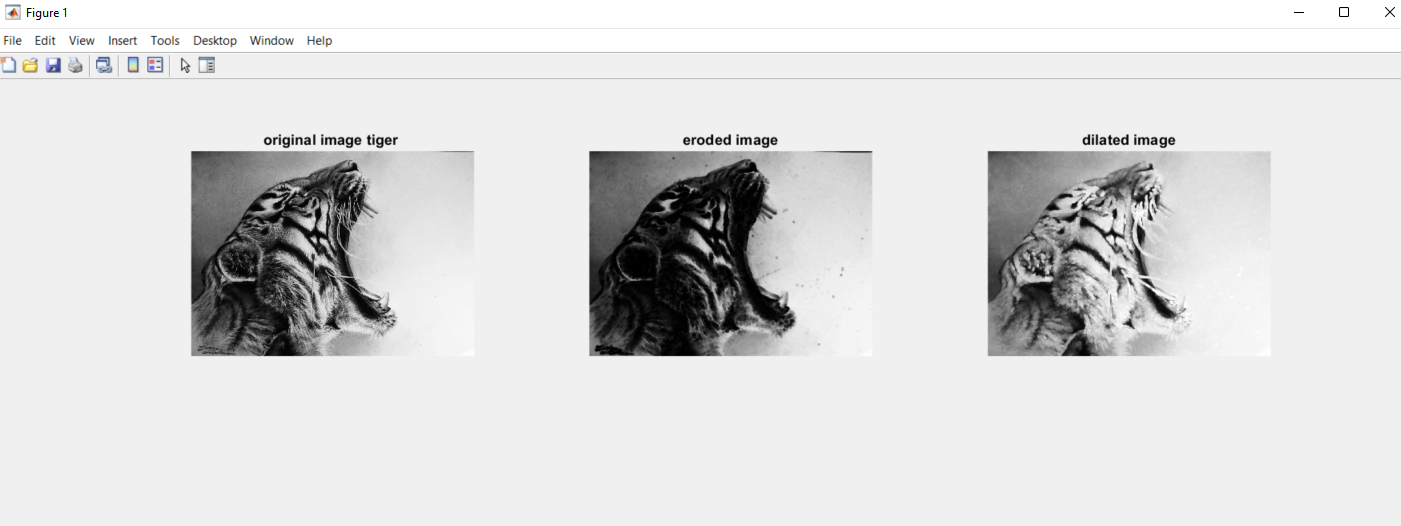 Figure 1
File Edit View Insert Tools Desktop Window Help
original image tiger
eroded image
dilated image